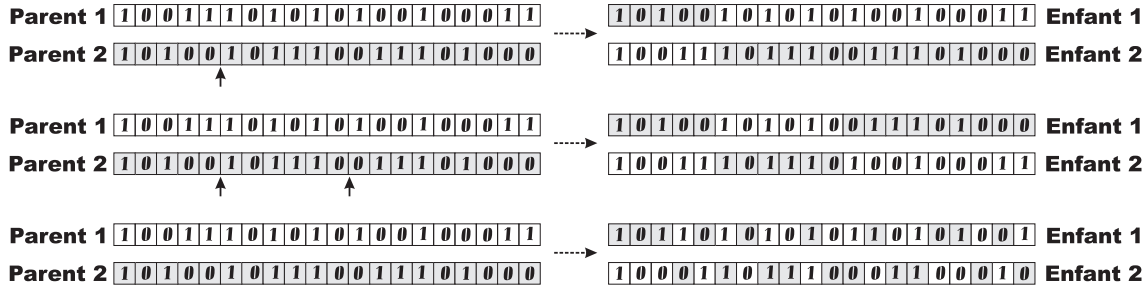 Parent 1 1 0 0 1 1 1 0 1 0 1 0 1 0 0 1 0 0 0 1 1 1 0 1 0 0 1 0 1 0 1 0 1 0 0 1 0 0 0 1 1 Enfant 1
Parent 2 1 0 1 0 0 1 0 1 1 1 0 0 1 1 1 0 1 0 0 0 1 0 0 1 1 1 0 1 1 1 0 0 1 1 1 0 1 0 0 0 Enfant 2
Parent 1 1 0 0 1 1 1 0 1 0 1 0 1 0 0 1 0 0 0 1 1 1 0 1 0 0 1 0 1 0 1 0 0 1 1 1 0 1 0 0 0 Enfant 1
Parent 2 1 0 1 0 0 1 0 1 1 1 0 0 1 1 1 0 1 0 0 0 1 0 0 1 1 1 0 1 1 1 0 1 0 0 1 0 0 0 1 1 Enfant 2
Parent 1 1 0 0 1 1 1 0 1 0 1 0 1 0 0 1 0 0 0 1 1 1 0 1 1 0 1 0 1 0 1 0 1 1 0 1 0 1 0 0 1 Enfant 1
Parent 2 1 0 1 0 0 1 0 1 1 1 0 0 1 1 1 0 1 0 0 0 1 0 0 0 1 1 0 1 1 1 0 0 0 1 1 0 0 0 1 0 Enfant 2